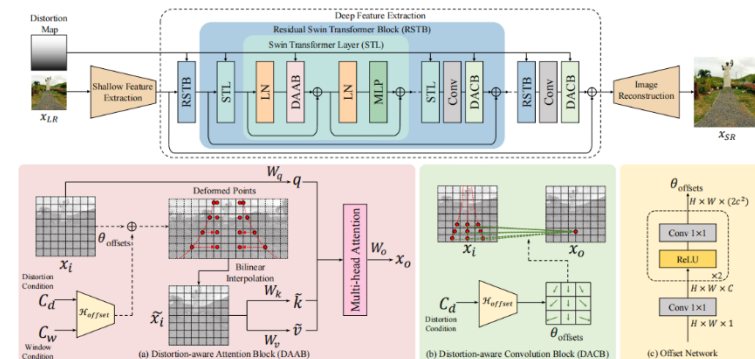 Deep Feature Extraction
Distortion
Map
Residual Swin Transformer Block (RSTB)
Swin Transformer Layer (STL)
x_LR
Shallow Feature
Extraction
RSTB
STL
LN
DAAB
LN
MLP
STL
Conv
DACB
RSTB
Conv
DACB
Image
Reconstruction
x_SR
x_i
θ_offsets
Distortion
Condition
C_d
C_w
Window
Condition
H_offset
Deformed Points
Bilinear
Interpolation
x̃_i
W_q q
W_k k̃
W_v ṽ
Multi-head Attention
W_o x_o
(a) Distortion-aware Attention Block (DAAB)
x_i
x_o
C_d
Distortion
Condition
H_offset
θ_offsets
(b) Distortion-aware Convolution Block (DACB)
θ_offsets
H × W × (2c²)
Conv 1×1
ReLU
×2
H × W × C
Conv 1×1
H × W × 1
(c) Offset Network